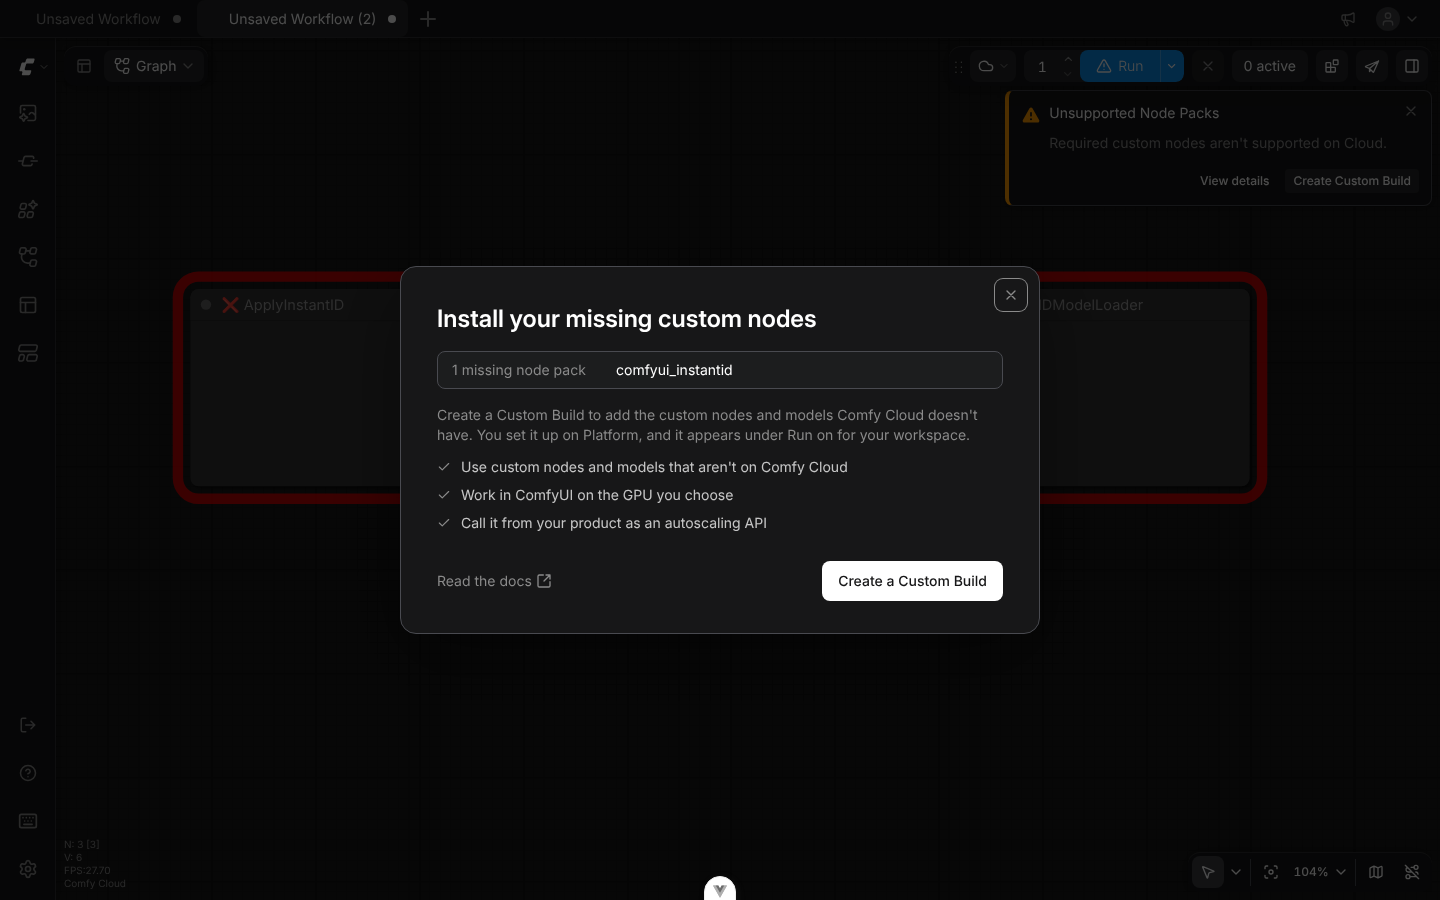 Unsaved Workflow
Unsaved Workflow (2)
Graph
1
Run
0 active
Unsupported Node Packs
Required custom nodes aren't supported on Cloud.
View details
Create Custom Build
ApplyInstantID
DModelLoader
Install your missing custom nodes
1 missing node pack comfyui_instantid
Create a Custom Build to add the custom nodes and models Comfy Cloud doesn't
have. You set it up on Platform, and it appears under Run on for your workspace.
Use custom nodes and models that aren't on Comfy Cloud
Work in ComfyUI on the GPU you choose
Call it from your product as an autoscaling API
Read the docs
Create a Custom Build
N: 3 [3]
V: 6
FPS:27.70
Comfy Cloud
104%